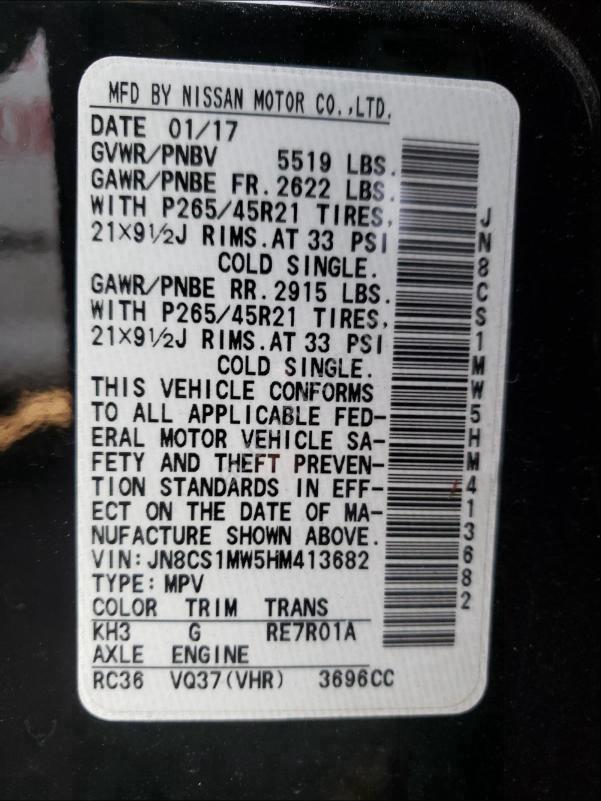 MFD BY NISSAN MOTOR CO.,LTD.
DATE 01/17
GVWR/PNBV 5519 LBS.
GAWR/PNBE FR. 2622 LBS.
WITH P265/45R21 TIRES,
21×9½J RIMS. AT 33 PSI
COLD SINGLE.
GAWR/PNBE RR. 2915 LBS.
WITH P265/45R21 TIRES,
21×9½J RIMS. AT 33 PSI
COLD SINGLE.
THIS VEHICLE CONFORMS
TO ALL APPLICABLE FED-
ERAL MOTOR VEHICLE SA-
FETY AND THEFT PREVEN-
TION STANDARDS IN EFF-
ECT ON THE DATE OF MA-
NUFACTURE SHOWN ABOVE.
VIN: JN8CS1MW5HM413682
TYPE: MPV
COLOR TRIM TRANS
KH3 G RE7R01A
AXLE ENGINE
RC36 VQ37(VHR) 3696CC
JN8CS1MW5HM413682